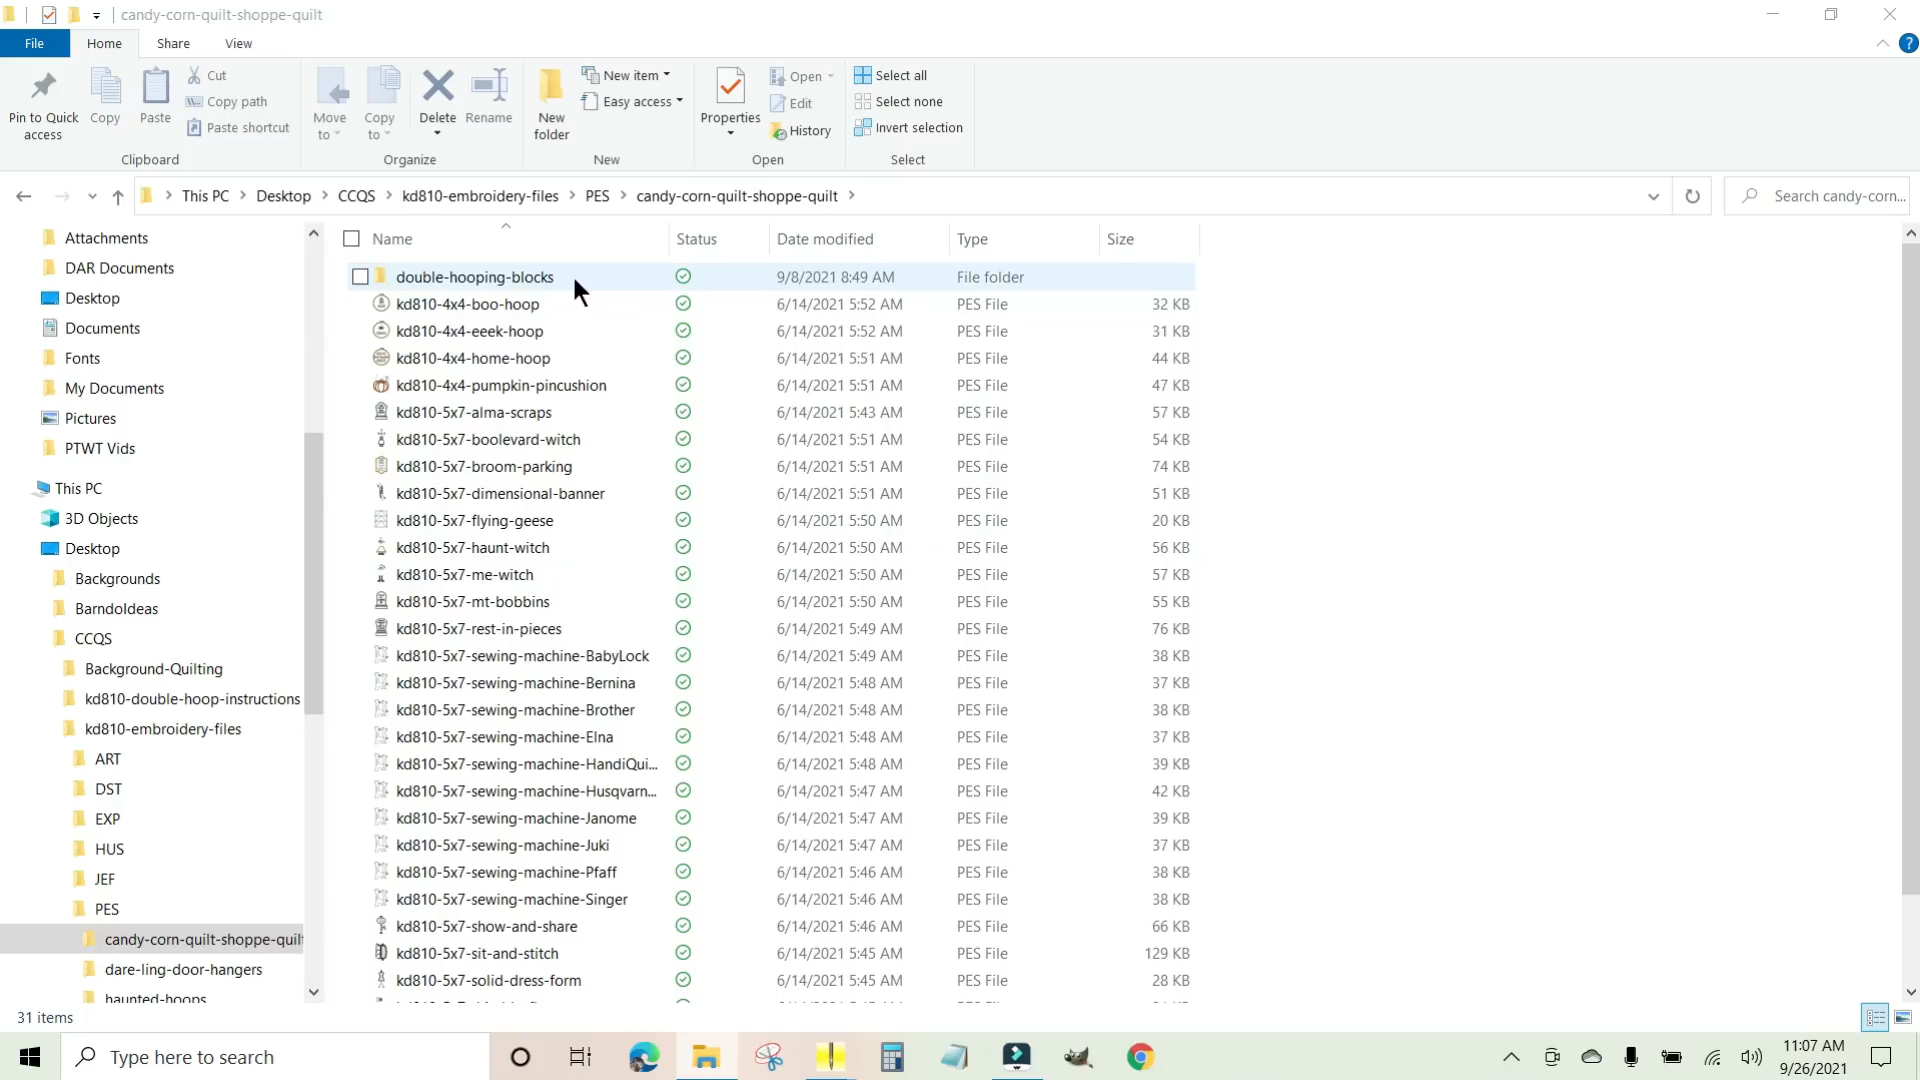 candy-corn-quilt-shoppe-quilt
File Home Share View
Pin to Quick access
Copy
Paste
Cut
Copy path
Paste shortcut
Clipboard
Move to
Copy to
Delete
Rename
Organize
New folder
New item
Easy access
New
Properties
Open
Edit
History
Open
Select all
Select none
Invert selection
Select
This PC > Desktop > CCQS > kd810-embroidery-files > PES > candy-corn-quilt-shoppe-quilt >
Search candy-corn...
Attachments
DAR Documents
Desktop
Documents
Fonts
My Documents
Pictures
PTWT Vids
This PC
3D Objects
Desktop
Backgrounds
BarndoIdeas
CCQS
Background-Quilting
kd810-double-hoop-instructions
kd810-embroidery-files
ART
DST
EXP
HUS
JEF
PES
candy-corn-quilt-shoppe-quilt
dare-ling-door-hangers
haunted-hoops
Name Status Date modified Type Size
double-hooping-blocks 9/8/2021 8:49 AM File folder
kd810-4x4-boo-hoop 6/14/2021 5:52 AM PES File 32 KB
kd810-4x4-eeek-hoop 6/14/2021 5:52 AM PES File 31 KB
kd810-4x4-home-hoop 6/14/2021 5:51 AM PES File 44 KB
kd810-4x4-pumpkin-pincushion 6/14/2021 5:51 AM PES File 47 KB
kd810-5x7-alma-scraps 6/14/2021 5:43 AM PES File 57 KB
kd810-5x7-boolevard-witch 6/14/2021 5:51 AM PES File 54 KB
kd810-5x7-broom-parking 6/14/2021 5:51 AM PES File 74 KB
kd810-5x7-dimensional-banner 6/14/2021 5:51 AM PES File 51 KB
kd810-5x7-flying-geese 6/14/2021 5:50 AM PES File 20 KB
kd810-5x7-haunt-witch 6/14/2021 5:50 AM PES File 56 KB
kd810-5x7-me-witch 6/14/2021 5:50 AM PES File 57 KB
kd810-5x7-mt-bobbins 6/14/2021 5:50 AM PES File 55 KB
kd810-5x7-rest-in-pieces 6/14/2021 5:49 AM PES File 76 KB
kd810-5x7-sewing-machine-BabyLock 6/14/2021 5:49 AM PES File 38 KB
kd810-5x7-sewing-machine-Bernina 6/14/2021 5:48 AM PES File 37 KB
kd810-5x7-sewing-machine-Brother 6/14/2021 5:48 AM PES File 38 KB
kd810-5x7-sewing-machine-Elna 6/14/2021 5:48 AM PES File 37 KB
kd810-5x7-sewing-machine-HandiQui... 6/14/2021 5:48 AM PES File 39 KB
kd810-5x7-sewing-machine-Husqvarn... 6/14/2021 5:47 AM PES File 42 KB
kd810-5x7-sewing-machine-Janome 6/14/2021 5:47 AM PES File 39 KB
kd810-5x7-sewing-machine-Juki 6/14/2021 5:47 AM PES File 37 KB
kd810-5x7-sewing-machine-Pfaff 6/14/2021 5:46 AM PES File 38 KB
kd810-5x7-sewing-machine-Singer 6/14/2021 5:46 AM PES File 38 KB
kd810-5x7-show-and-share 6/14/2021 5:46 AM PES File 66 KB
kd810-5x7-sit-and-stitch 6/14/2021 5:45 AM PES File 129 KB
kd810-5x7-solid-dress-form 6/14/2021 5:45 AM PES File 28 KB
31 items
Type here to search
11:07 AM
9/26/2021